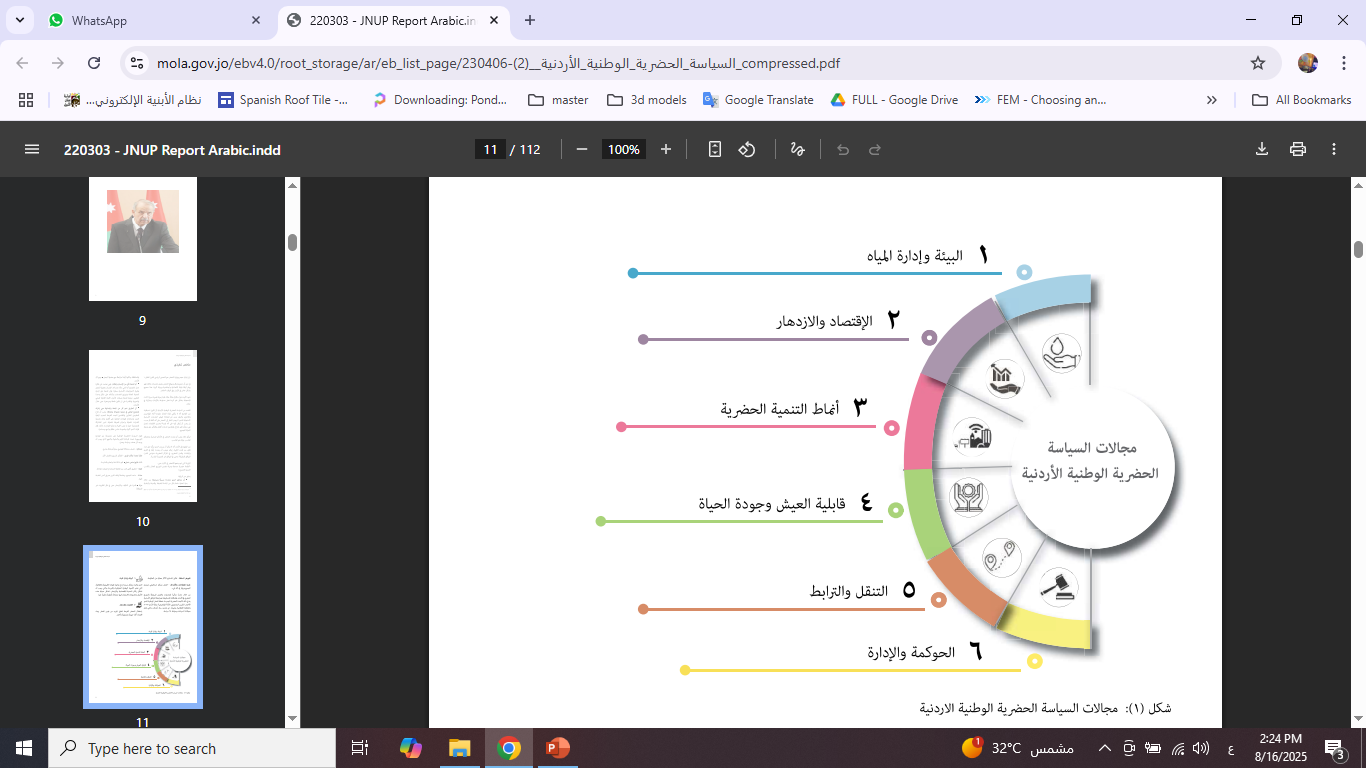 WhatsApp
220303 - JNUP Report Arabic.in
mola.gov.jo/ebv4.0/root_storage/ar/eb_list_page/230406-(2)__السياسة_الحضرية_الوطنية_الأردنية_compressed.pdf
نظام الأبنية الإلكتروني...
Spanish Roof Tile -...
Downloading: Pond...
master
3d models
Google Translate
FULL - Google Drive
FEM - Choosing an...
All Bookmarks
220303 - JNUP Report Arabic.indd
11 / 112
100%
9
10
11
١ البيئة وإدارة المياه
٢ الإقتصاد والازدهار
٣ أنماط التنمية الحضرية
٤ قابلية العيش وجودة الحياة
٥ التنقل والترابط
٦ الحوكمة والإدارة
مجالات السياسة
الحضرية الوطنية الأردنية
شكل (١): مجالات السياسة الحضرية الوطنية الاردنية
Type here to search
1
32°C مشمس
ع
2:24 PM
8/16/2025
3